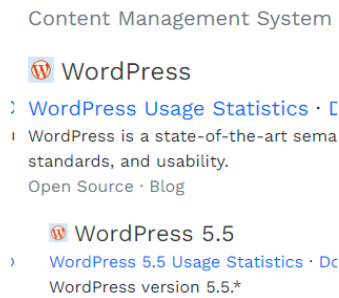 Content Management System
WordPress
WordPress Usage Statistics ·
WordPress is a state-of-the-art
standards, and usability.
Open Source · Blog
WordPress 5.5
WordPress 5.5 Usage Statistics ·
WordPress version 5.5.*